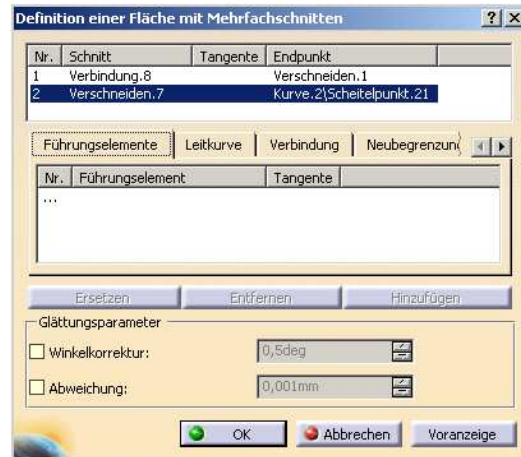 Definition einer Fläche mit Mehrfachschnitten
Nr. Schnitt Tangente Endpunkt
1 Verbindung.8 Verschneiden.1
2 Verschneiden.7 Kurve.2\Scheitelpunkt.21
Führungselemente Leitkurve Verbindung Neubegrenzung
Nr. Führungselement Tangente
...
Ersetzen Entfernen Hinzufügen
Glättungsparameter
Winkelkorrektur: 0,5deg
Abweichung: 0,001mm
OK Abbrechen Voranzeige